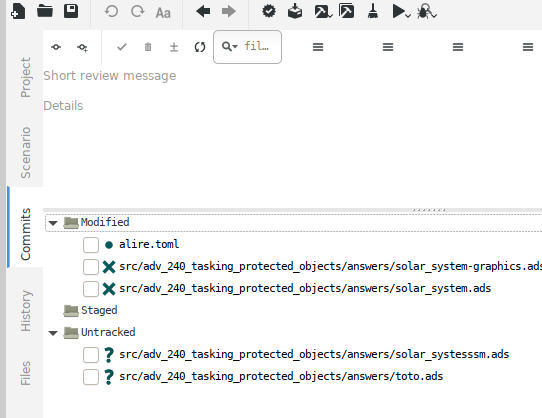 Aa
fil...
Project
Scenario
Commits
History
Files
Short review message
Details
Modified
alire.toml
src/adv_240_tasking_protected_objects/answers/solar_system-graphics.ads
src/adv_240_tasking_protected_objects/answers/solar_system.ads
Staged
Untracked
src/adv_240_tasking_protected_objects/answers/solar_systesssm.ads
src/adv_240_tasking_protected_objects/answers/toto.ads